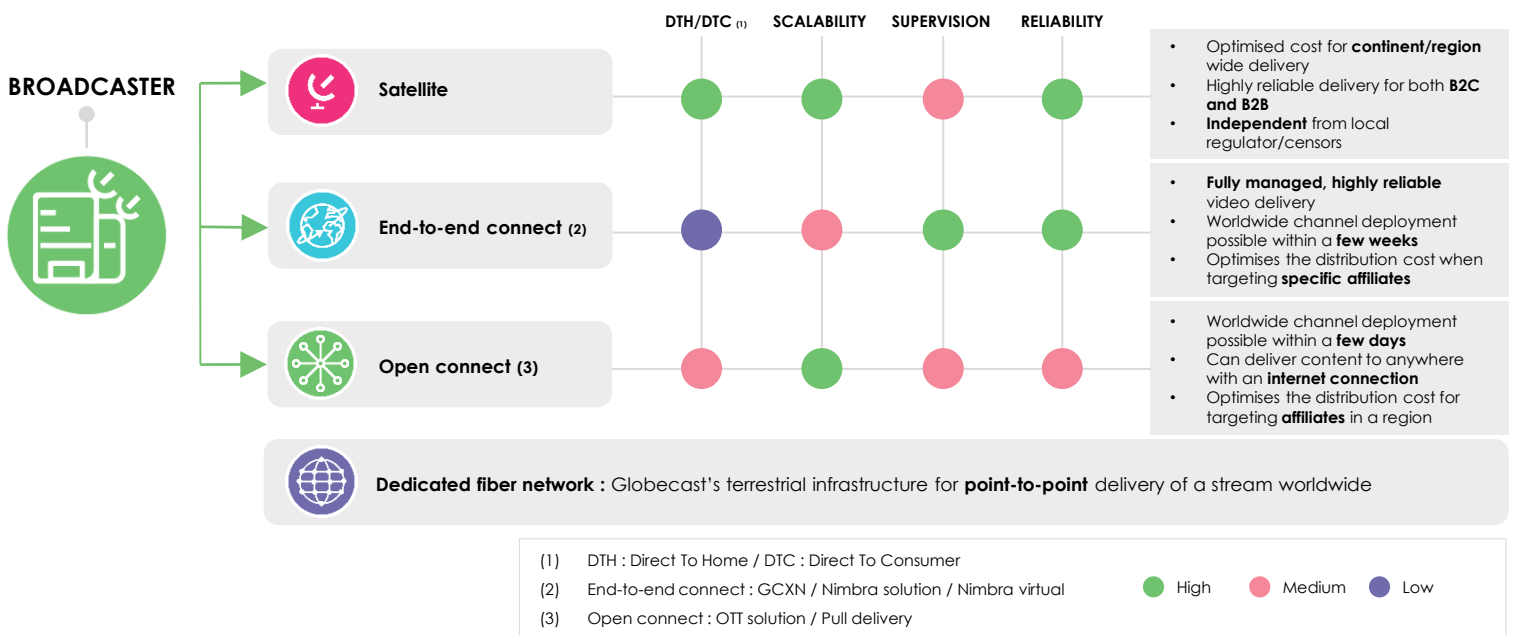 DTH/DTC (1) SCALABILITY SUPERVISION RELIABILITY
BROADCASTER
Satellite
• Optimised cost for continent/region
wide delivery
• Highly reliable delivery for both B2C
and B2B
• Independent from local
regulator/censors
End-to-end connect (2)
• Fully managed, highly reliable
video delivery
• Worldwide channel deployment
possible within a few weeks
• Optimises the distribution cost when
targeting specific affiliates
Open connect (3)
• Worldwide channel deployment
possible within a few days
• Can deliver content to anywhere
with an internet connection
• Optimises the distribution cost for
targeting affiliates in a region
Dedicated fiber network : Globecast’s terrestrial infrastructure for point-to-point delivery of a stream worldwide
(1) DTH : Direct To Home / DTC : Direct To Consumer
(2) End-to-end connect : GCXN / Nimbra solution / Nimbra virtual
(3) Open connect : OTT solution / Pull delivery
High Medium Low